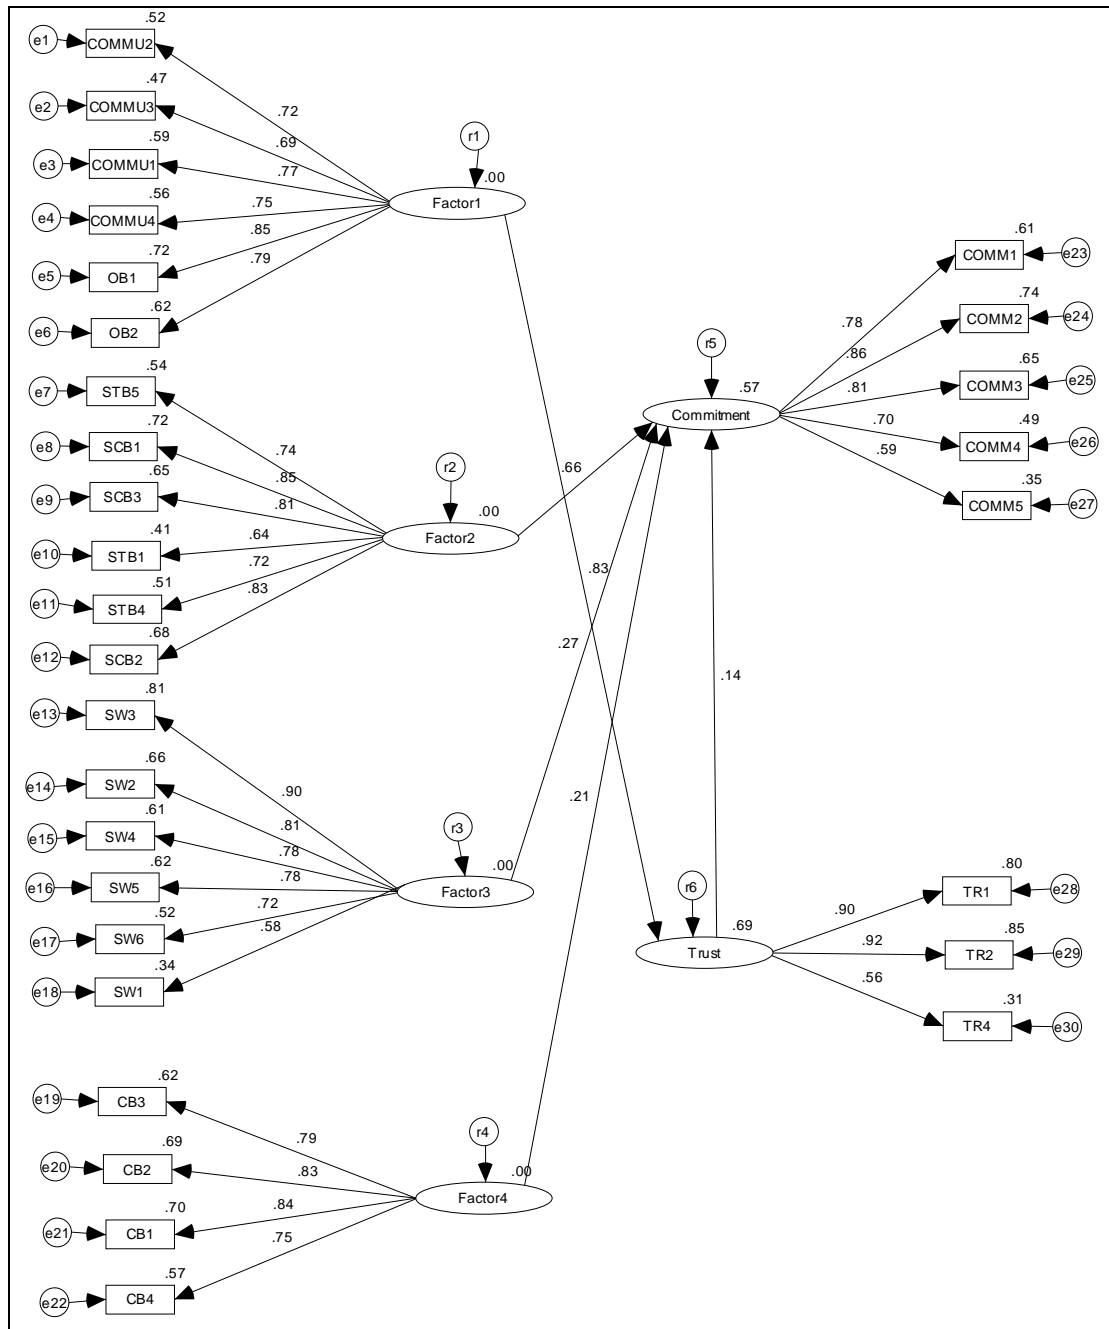 .52
e1 COMMU2
.47
e2 COMMU3
.72
.69
r1
.59
e3 COMMU1
.77
.00
.56
e4 COMMU4
.75
Factor1
.85
.72
e5 OB1
.79
.62
e6 OB2
.61
COMM1 e23
.74
COMM2 e24
.78
.86
r5
.65
COMM3 e25
.81
.57
Commitment
.70
.49
COMM4 e26
.59
.35
COMM5 e27
.54
e7 STB5
.72
e8 SCB1
.74
.85
r2
.66
.65
e9 SCB3
.81
.00
.41
e10 STB1
.64
Factor2
.72
.51
e11 STB4
.83
.83
.68
e12 SCB2
.27
.14
.81
e13 SW3
.66
e14 SW2
.90
.21
.61
e15 SW4
.81
r3
.78
.62
e16 SW5
.78
.00
Factor3
.72
.52
e17 SW6
.58
.34
e18 SW1
r6
.69
Trust
.80
TR1 e28
.90
.85
TR2 e29
.92
.56
.31
TR4 e30
.62
e19 CB3
.79
r4
.69
e20 CB2
.83
.00
Factor4
.70
e21 CB1
.84
.75
.57
e22 CB4